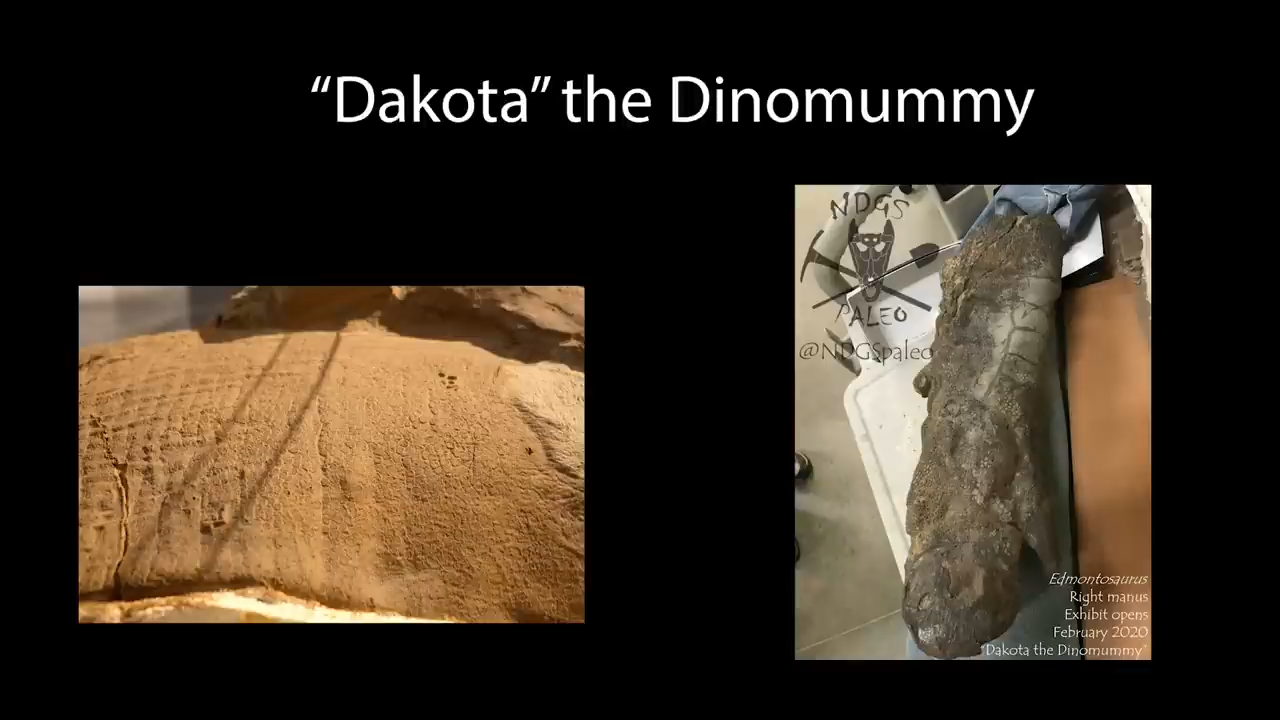 “Dakota” the Dinomummy
NDGS
PALEO
@NDGSpaleo
Edmontosaurus
Right manus
Exhibit opens
February 2020
"Dakota the Dinomummy"